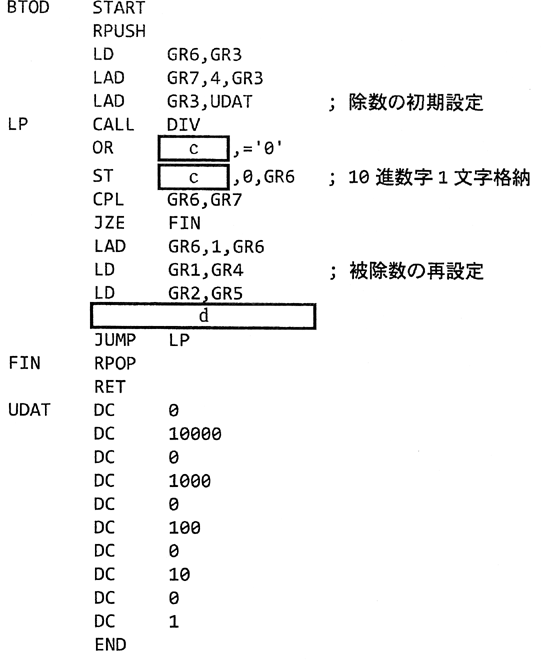 BTOD START
RPUSH
LD GR6,GR3
LAD GR7,4,GR3
LAD GR3,UDAT ; 除数の初期設定
LP CALL DIV
OR c ,='0'
ST c ,0,GR6 ; 10 進数字 1 文字格納
CPL GR6,GR7
JZE FIN
LAD GR6,1,GR6
LD GR1,GR4 ; 被除数の再設定
LD GR2,GR5
d
JUMP LP
FIN RPOP
RET
UDAT DC 0
DC 10000
DC 0
DC 1000
DC 0
DC 100
DC 0
DC 10
DC 0
DC 1
END